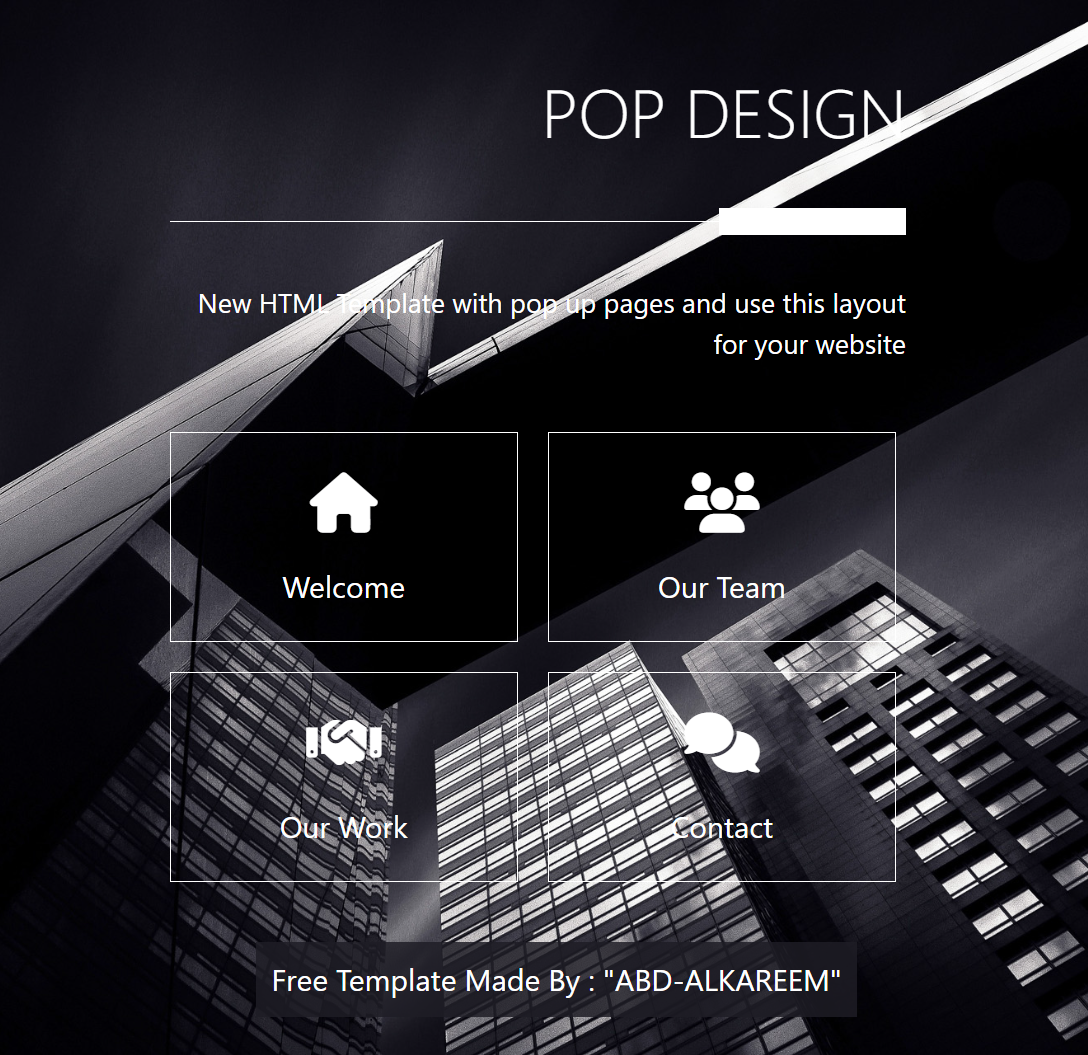 POP DESIGN
New HTML Template with pop up pages and use this layout
for your website
Welcome
Our Team
Our Work
Contact
Free Template Made By : "ABD-ALKAREEM"